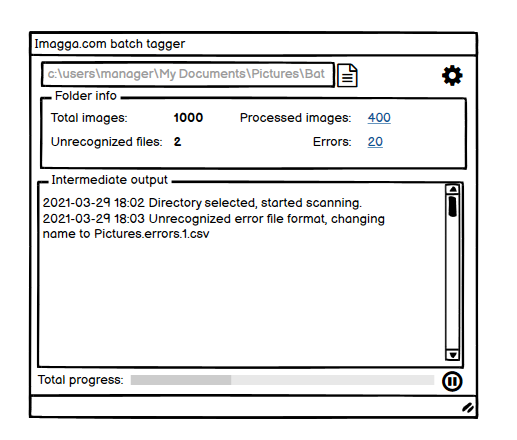 Imagga.com batch tagger
c:\users\manager\My Documents\Pictures\Bat
Folder info
Total images: 1000 Processed images: 400
Unrecognized files: 2 Errors: 20
Intermediate output
2021-03-29 18:02 Directory selected, started scanning.
2021-03-29 18:03 Unrecognized error file format, changing
name to Pictures.errors.1.csv
Total progress: